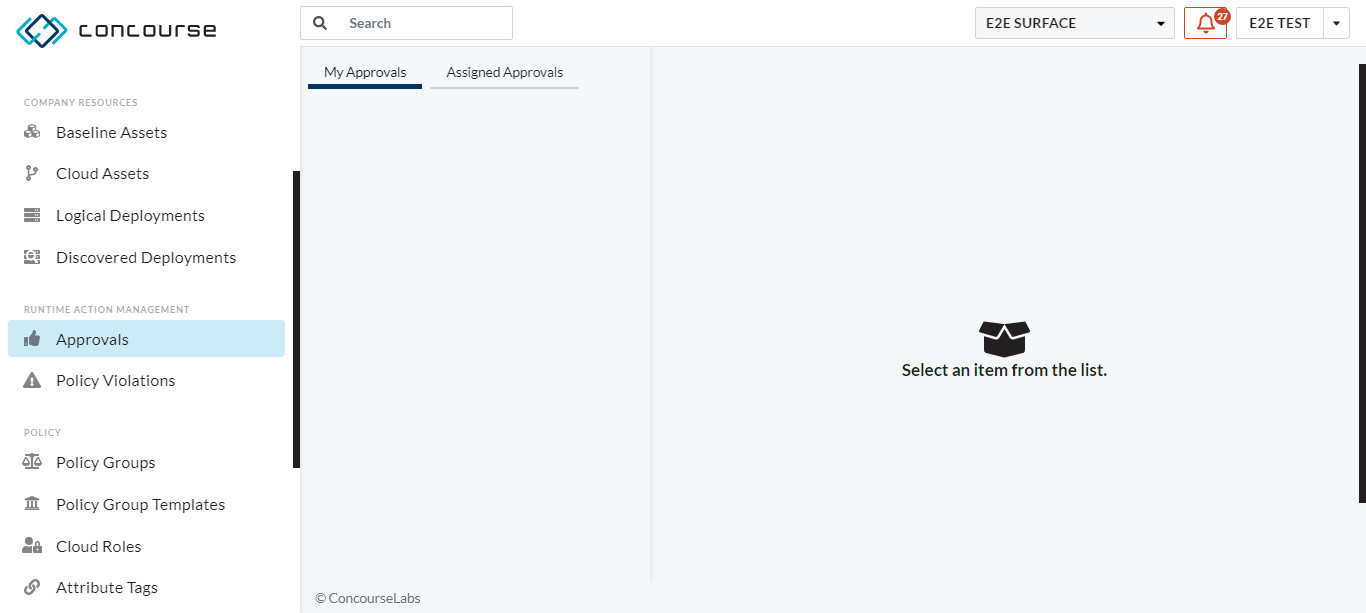 concourse
Search
E2E SURFACE
27
E2E TEST
COMPANY RESOURCES
Baseline Assets
Cloud Assets
Logical Deployments
Discovered Deployments
RUNTIME ACTION MANAGEMENT
Approvals
Policy Violations
POLICY
Policy Groups
Policy Group Templates
Cloud Roles
Attribute Tags
My Approvals
Assigned Approvals
Select an item from the list.
© ConcourseLabs